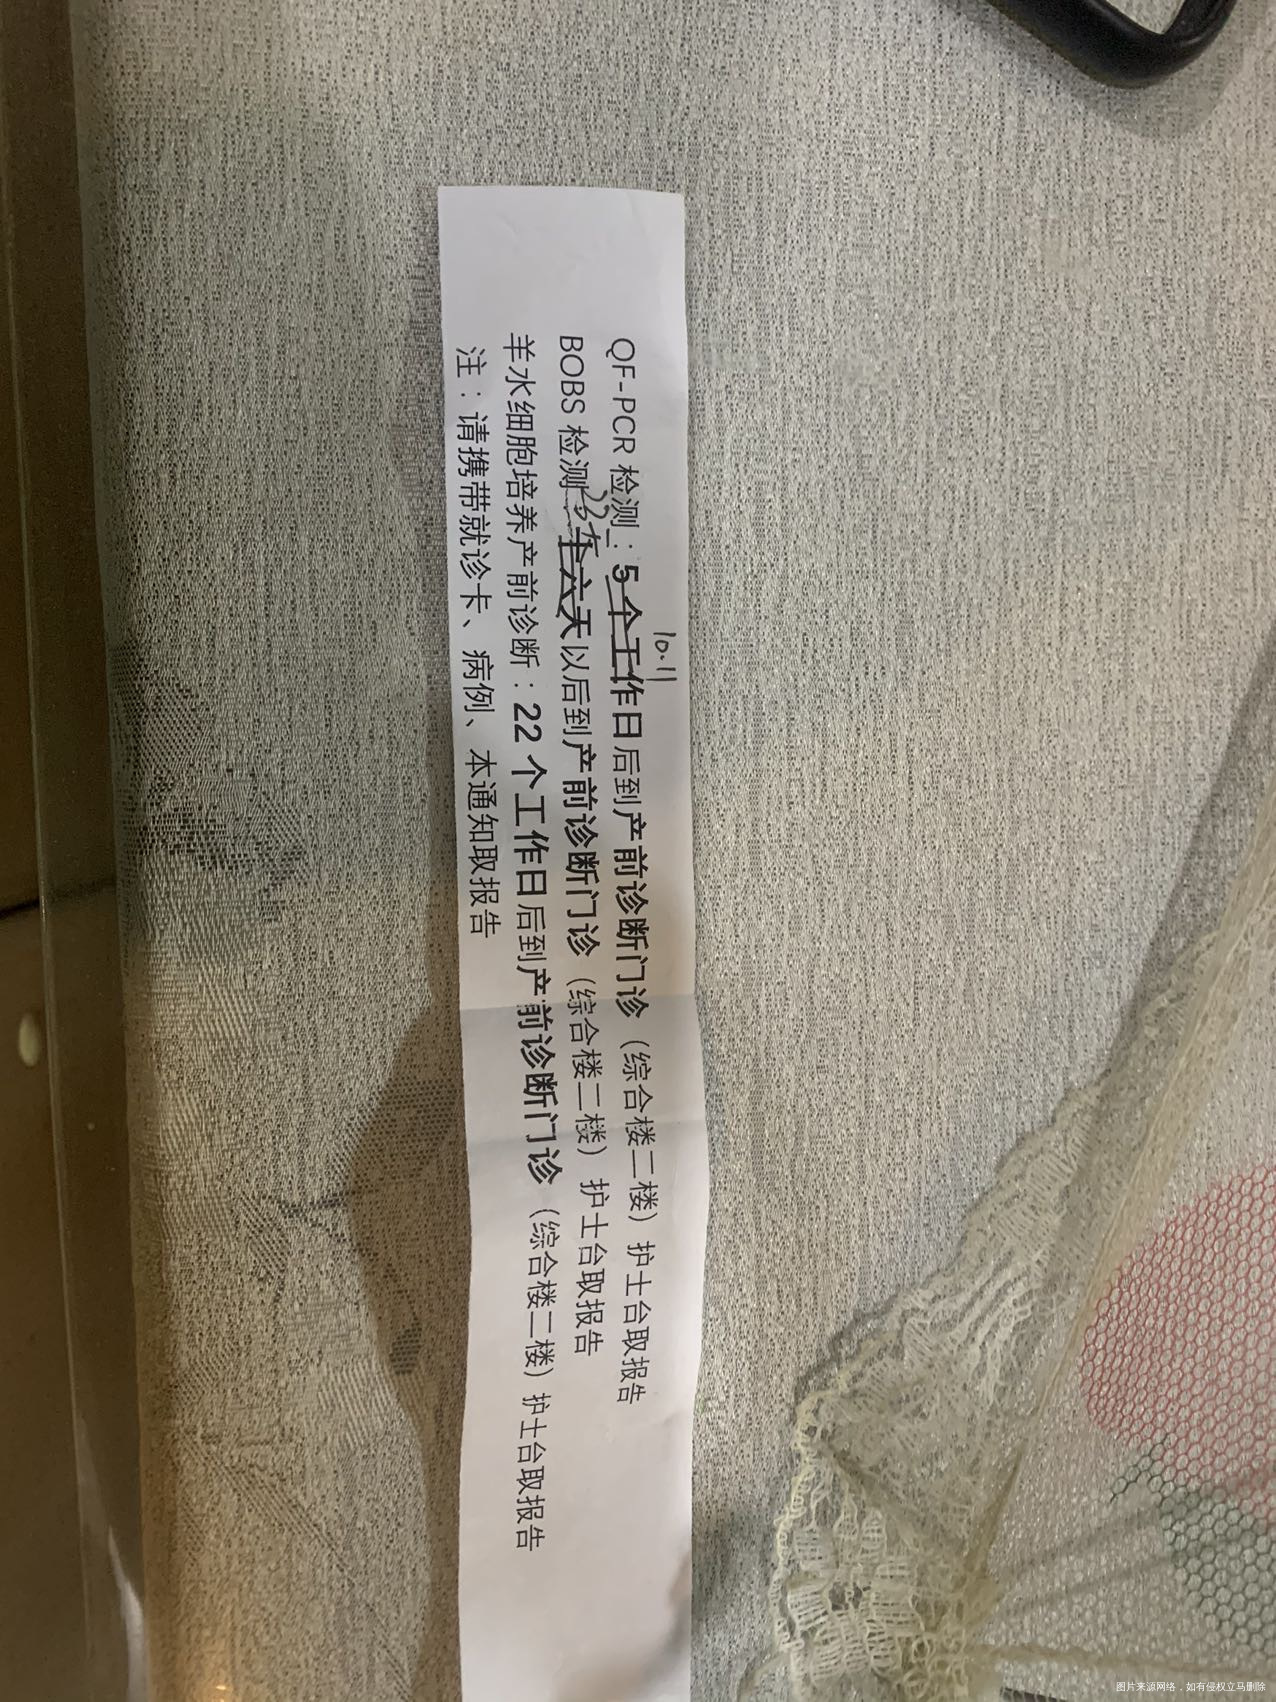 10.11
QF-PCR 检测：5 个工作日后到产前诊断门诊（综合楼二楼）护士台取报告
BOBS 检测 天以后到产前诊断门诊（综合楼二楼）护士台取报告
羊水细胞培养产前诊断：22 个工作日后到产前诊断门诊（综合楼二楼）护士台取报告
注：请携带就诊卡、病例、本通知取报告
图片来源网络，如有侵权立马删除